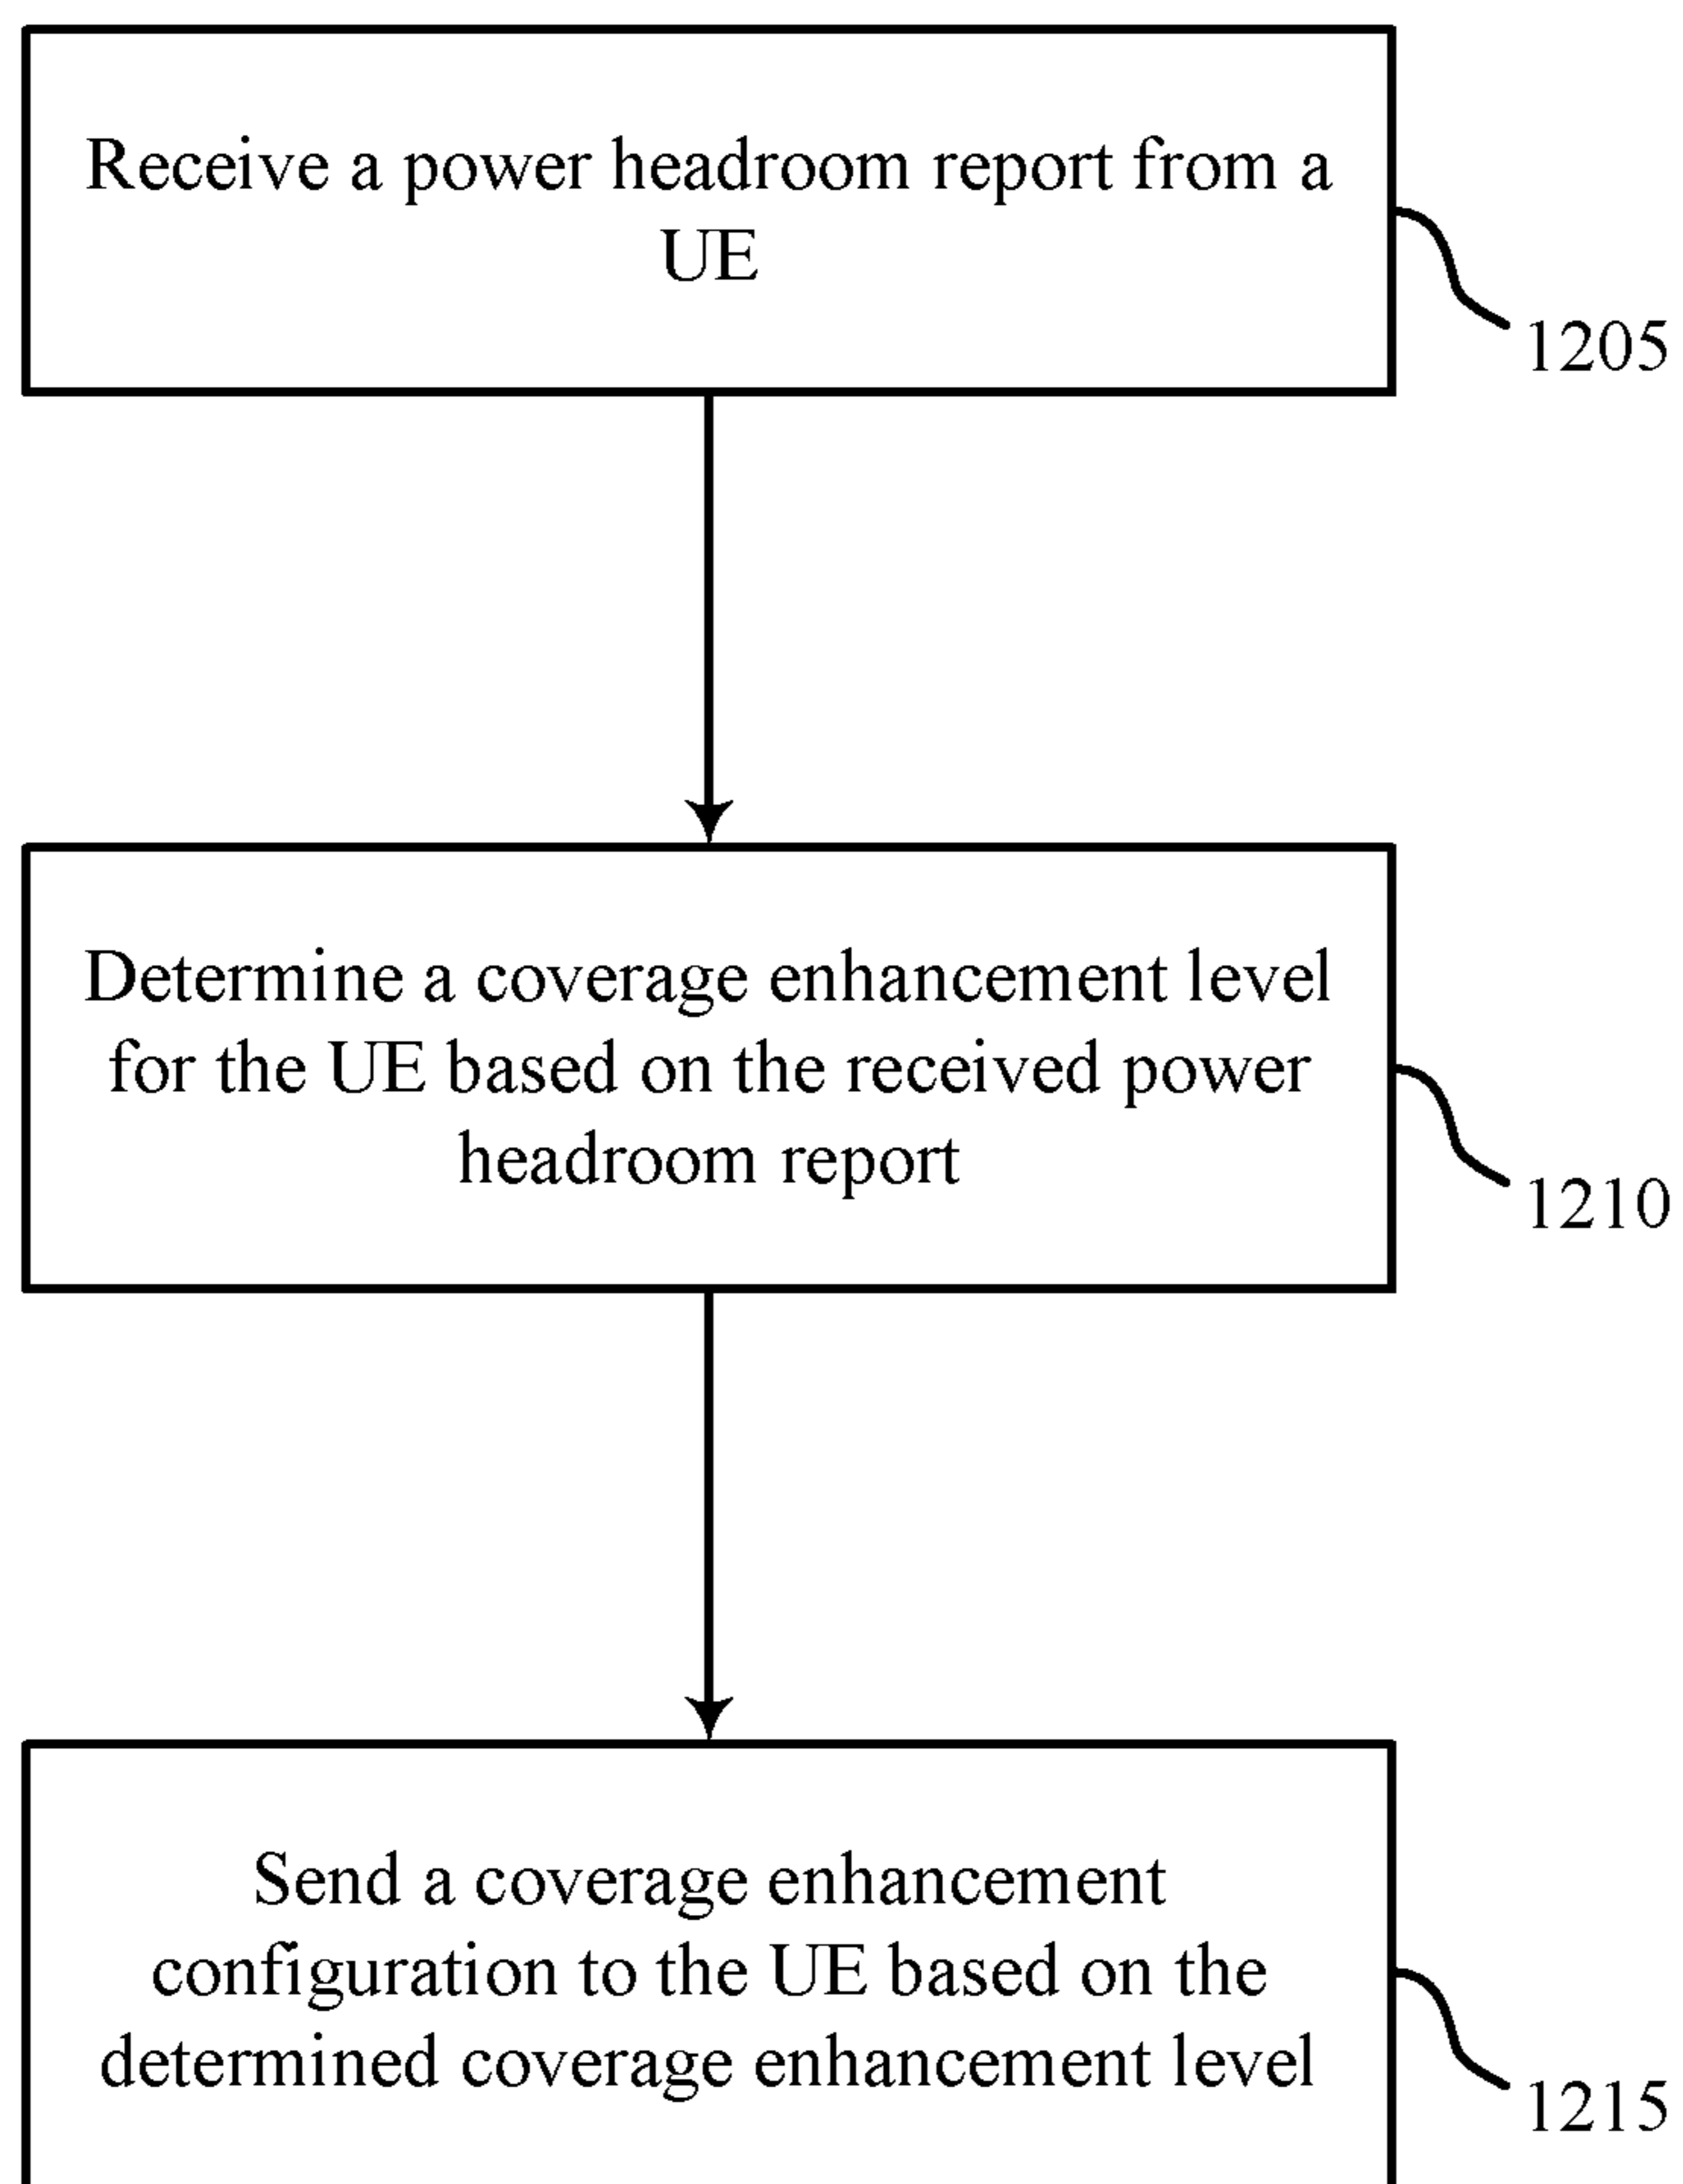 Receive a power headroom report from a
UE
1205
Determine a coverage enhancement level
for the UE based on the received power
headroom report
1210
Send a coverage enhancement
configuration to the UE based on the
determined coverage enhancement level
1215